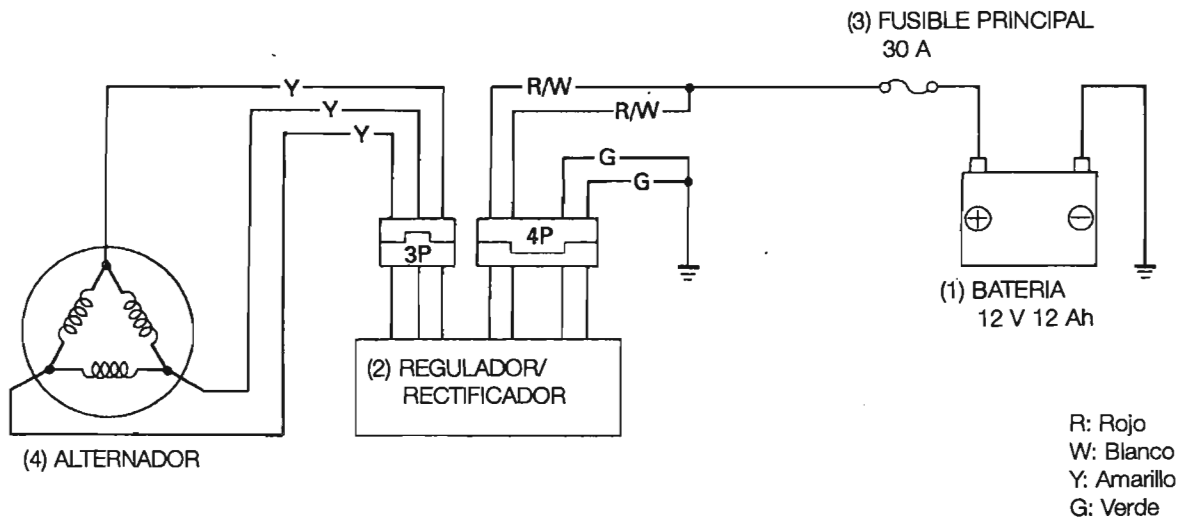 (3) FUSIBLE PRINCIPAL
30 A
Y
R/W
Y
R/W
Y
G
G
3P
4P
(1) BATERIA
12 V 12 Ah
(2) REGULADOR/
RECTIFICADOR
(4) ALTERNADOR
R: Rojo
W: Blanco
Y: Amarillo
G: Verde